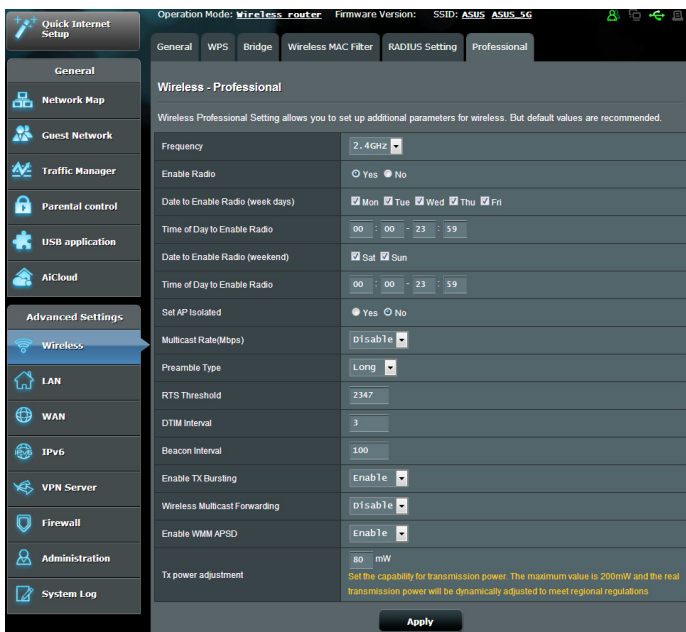 Quick Internet
Setup
Operation Mode: Wireless router Firmware Version: SSID: ASUS ASUS_5G
General WPS Bridge Wireless MAC Filter RADIUS Setting Professional
General
Network Map
Guest Network
Traffic Manager
Parental control
USB application
AiCloud
Advanced Settings
Wireless
LAN
WAN
IPv6
VPN Server
Firewall
Administration
System Log
Wireless - Professional
Wireless Professional Setting allows you to set up additional parameters for wireless. But default values are recommended.
Frequency 2.4GHz
Enable Radio Yes No
Date to Enable Radio (week days) Mon Tue Wed Thu Fri
Time of Day to Enable Radio 00 : 00 - 23 : 59
Date to Enable Radio (weekend) Sat Sun
Time of Day to Enable Radio 00 : 00 - 23 : 59
Set AP Isolated Yes No
Multicast Rate(Mbps) Disable
Preamble Type Long
RTS Threshold 2347
DTIM Interval 3
Beacon Interval 100
Enable TX Bursting Enable
Wireless Multicast Forwarding Disable
Enable WMM APSD Enable
Tx power adjustment 80 mW
Set the capability for transmission power. The maximum value is 200mW and the real
transmission power will be dynamically adjusted to meet regional regulations
Apply